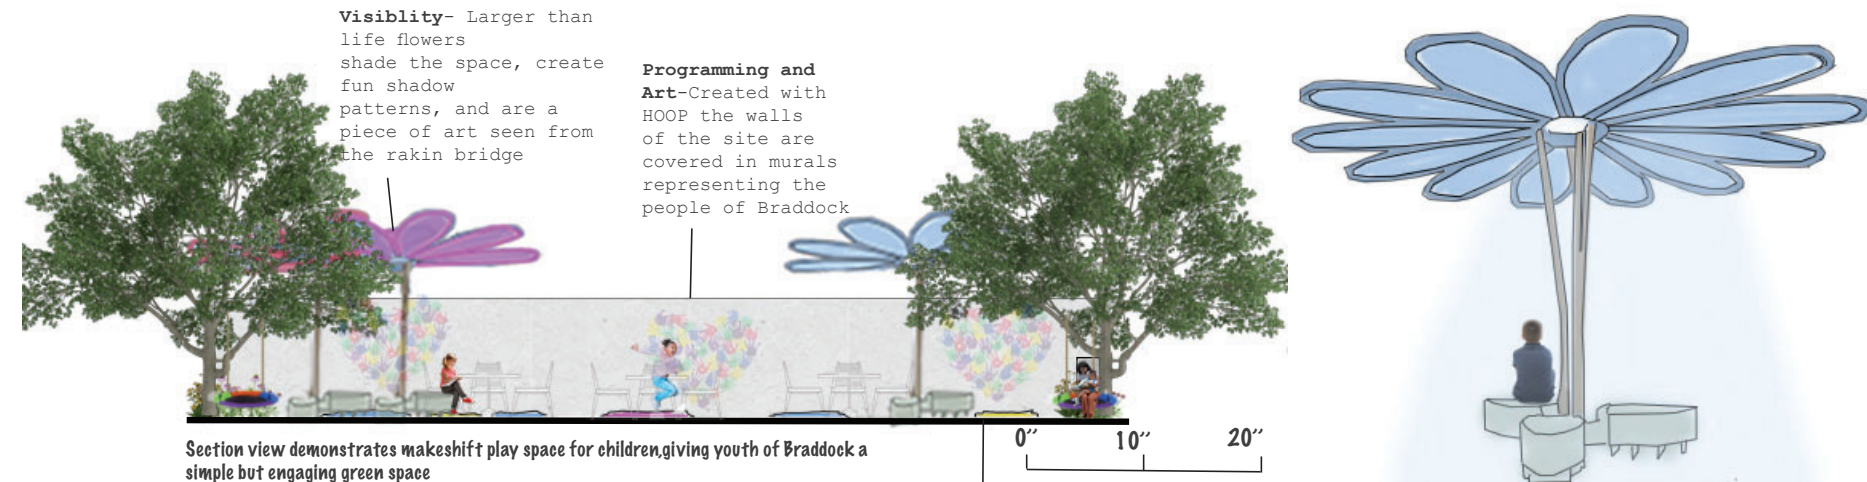 Visiblity- Larger than
life flowers
shade the space, create
fun shadow
patterns, and are a
piece of art seen from
the rakin bridge
Programming and
Art-Created with
HOOP the walls
of the site are
covered in murals
representing the
people of Braddock
Section view demonstrates makeshift play space for children,giving youth of Braddock a
simple but engaging green space
0’’ 10’’ 20’’